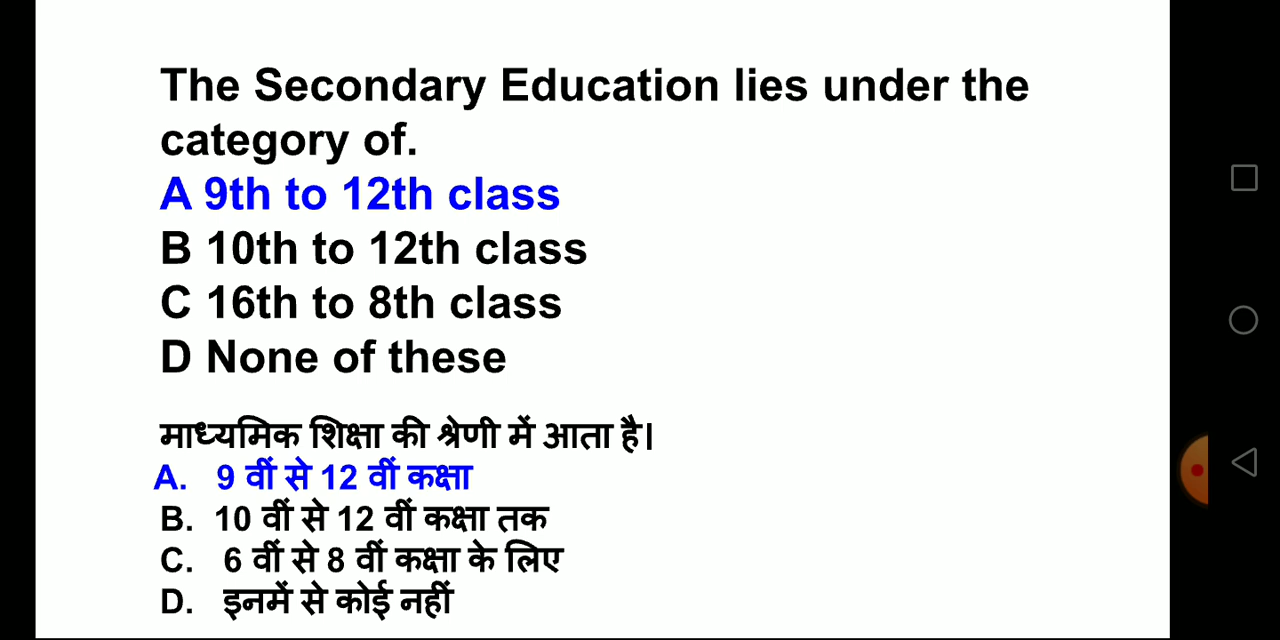 The Secondary Education lies under the
category of.
A 9th to 12th class
B 10th to 12th class
C 16th to 8th class
D None of these
माध्यमिक शिक्षा की श्रेणी में आता है।
A. 9 वीं से 12 वीं कक्षा
B. 10 वीं से 12 वीं कक्षा तक
C. 6 वीं से 8 वीं कक्षा के लिए
D. इनमें से कोई नहीं